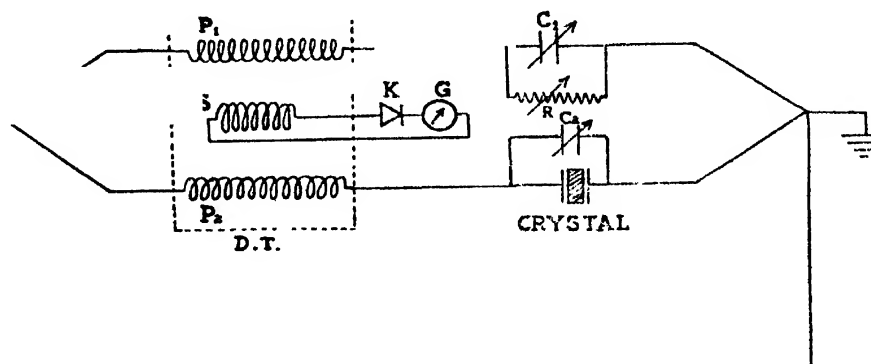 P₁ C₁
S K G
R
C₂
P₂
CRYSTAL
D.T.